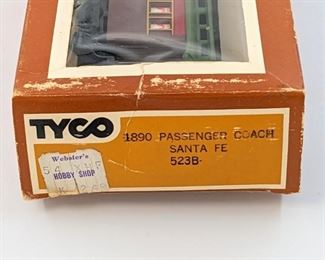 TYCO
1890 PASSENGER COACH
SANTA FE
523B-
Webster's
HOBBY SHOP